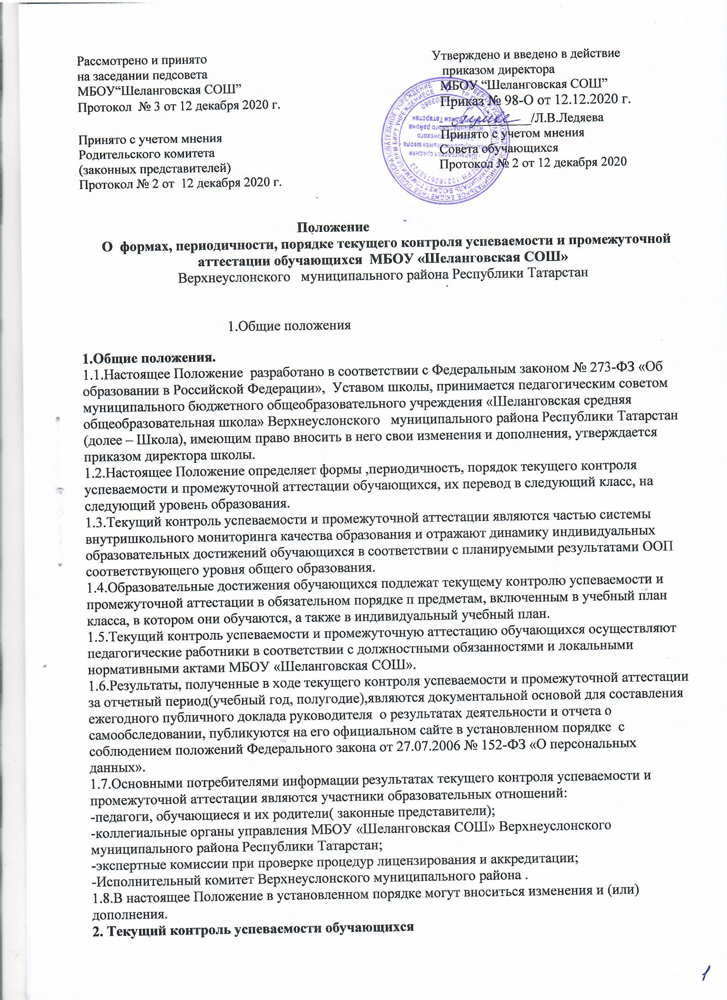 Рассмотрено и принято
на заседании педсовета
МБОУ“Шеланговская СОШ”
Протокол № 3 от 12 декабря 2020 г.
Принято с учетом мнения
Родительского комитета
(законных представителей)
Протокол № 2 от 12 декабря 2020 г.
Утверждено и введено в действие
приказом директора
МБОУ “Шеланговская СОШ”
Приказ № 98-О от 12.12.2020 г.
/Л.В.Ледяева
Принято с учетом мнения
Совета обучающихся
Протокол № 2 от 12 декабря 2020
Положение
О формах, периодичности, порядке текущего контроля успеваемости и промежуточной
аттестации обучающихся МБОУ «Шеланговская СОШ»
Верхнеуслонского муниципального района Республики Татарстан
1.Общие положения
1.Общие положения.
1.1.Настоящее Положение разработано в соответствии с Федеральным законом № 273-ФЗ «Об
образовании в Российской Федерации», Уставом школы, принимается педагогическим советом
муниципального бюджетного общеобразовательного учреждения «Шеланговская средняя
общеобразовательная школа» Верхнеуслонского муниципального района Республики Татарстан
(долее – Школа), имеющим право вносить в него свои изменения и дополнения, утверждается
приказом директора школы.
1.2.Настоящее Положение определяет формы ,периодичность, порядок текущего контроля
успеваемости и промежуточной аттестации обучающихся, их перевод в следующий класс, на
следующий уровень образования.
1.3.Текущий контроль успеваемости и промежуточной аттестации являются частью системы
внутришкольного мониторинга качества образования и отражают динамику индивидуальных
образовательных достижений обучающихся в соответствии с планируемыми результатами ООП
соответствующего уровня общего образования.
1.4.Образовательные достижения обучающихся подлежат текущему контролю успеваемости и
промежуточной аттестации в обязательном порядке п предметам, включенным в учебный план
класса, в котором они обучаются, а также в индивидуальный учебный план.
1.5.Текущий контроль успеваемости и промежуточную аттестацию обучающихся осуществляют
педагогические работники в соответствии с должностными обязанностями и локальными
нормативными актами МБОУ «Шеланговская СОШ».
1.6.Результаты, полученные в ходе текущего контроля успеваемости и промежуточной аттестации
за отчетный период(учебный год, полугодие),являются документальной основой для составления
ежегодного публичного доклада руководителя о результатах деятельности и отчета о
самообследовании, публикуются на его официальном сайте в установленном порядке с
соблюдением положений Федерального закона от 27.07.2006 № 152-ФЗ «О персональных
данных».
1.7.Основными потребителями информации результатах текущего контроля успеваемости и
промежуточной аттестации являются участники образовательных отношений:
-педагоги, обучающиеся и их родители( законные представители);
-коллегиальные органы управления МБОУ «Шеланговская СОШ» Верхнеуслонского
муниципального района Республики Татарстан;
-экспертные комиссии при проверке процедур лицензирования и аккредитации;
-Исполнительный комитет Верхнеуслонского муниципального района .
1.8.В настоящее Положение в установленном порядке могут вноситься изменения и (или)
дополнения.
2. Текущий контроль успеваемости обучающихся
1